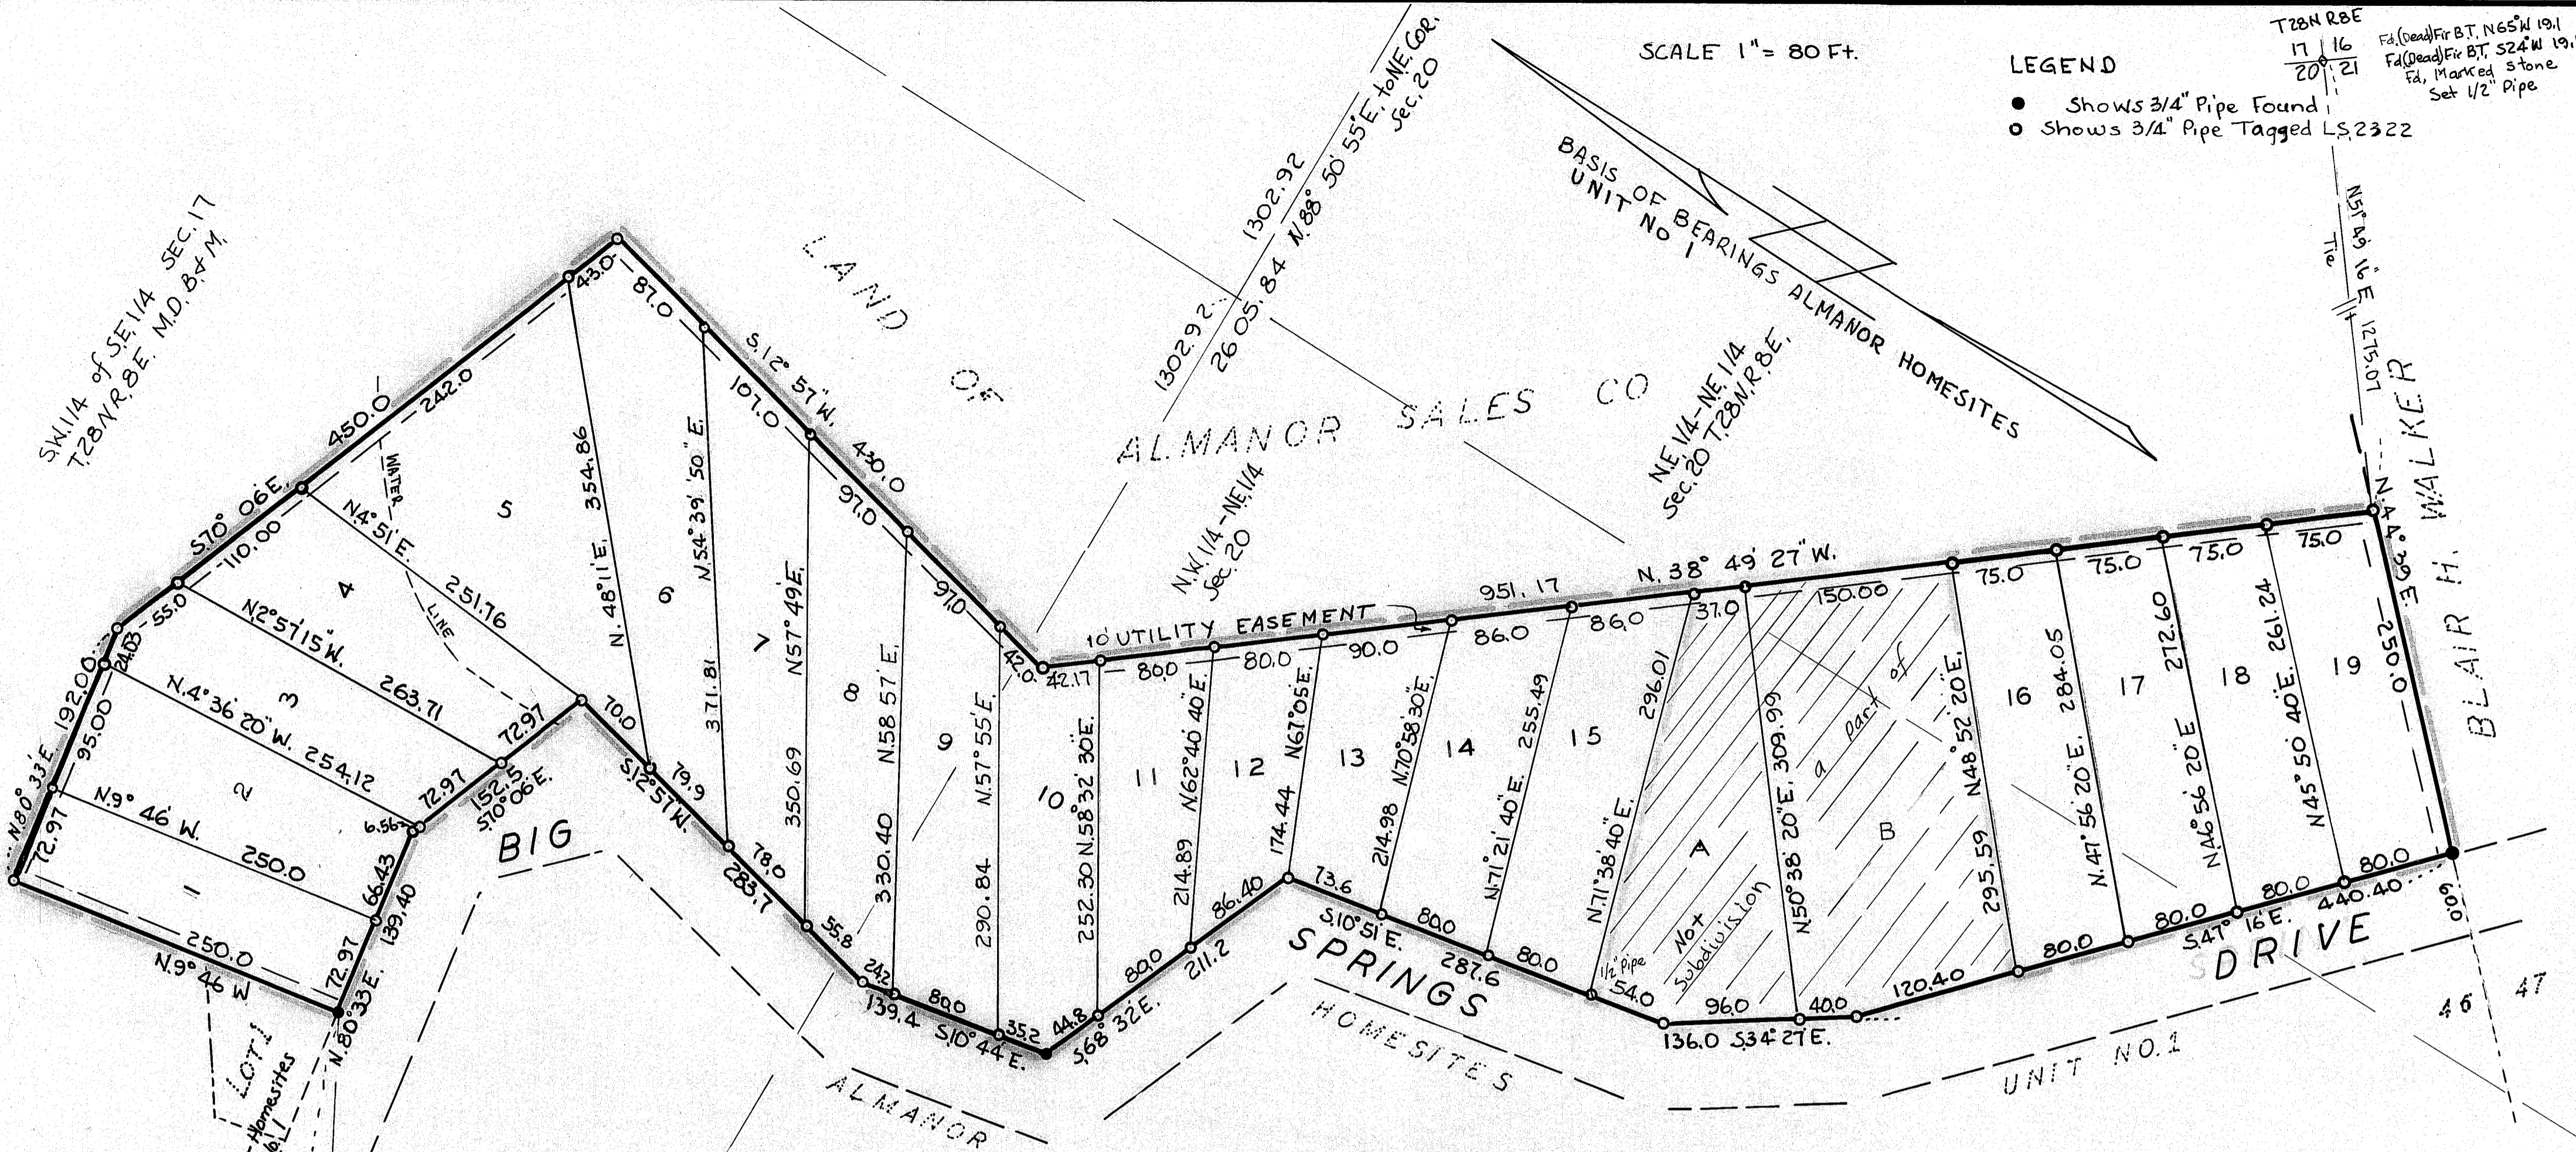 SCALE 1"= 80 Ft.
LEGEND
Shows 3/4" Pipe Found
Shows 3/4" Pipe Tagged L.S.2322
T28N R8E
17 16
20 21
Fd.(Dead)Fir B.T. N65°W 19.1
Fd(Dead)Fir B.T. S24°W 19.
Fd, Marked Stone
Set 1/2" Pipe
N51° 49' 16"E 1275.07
Tie
BASIS OF BEARINGS ALMANOR HOMESITES
UNIT NO 1
S.W.1/4 of S.E.1/4 SEC. 17
T.28N.R.8E. M.D.B.&M.
1302.92
1302.92
2605.84 N.88° 50' 55"E. to N.E. COR.
Sec. 20
LAND OF
ALMANOR SALES CO
N.W.1/4-NE.1/4
Sec. 20
N.E.1/4-NE.1/4
Sec. 20 T.28N.R.8E.
BLAIR H. WALKER
N.44° 39'E. 250.0
S.70° 06'E. 450.0
43.0
242.0
110.00
55.0
24.03
N.80° 33'E. 192.00
95.00
72.97
S.12° 57'W. 430.0
87.0
107.0
97.0
97.0
42.0
N. 38° 49' 27"W.
951.17
10' UTILITY EASEMENT
42.17
80.0
80.0
90.0
86.0
86.0
37.0
150.00
75.0
75.0
75.0
75.0
WATER
LINE
1
2
3
4
5
6
7
8
9
10
11
12
13
14
15
16
17
18
19
A
B
Not
a part of
Subdivision
N.9° 46' W
250.0
N.9° 46' W.
250.0
N.4° 36' 20"W. 254.12
N.2° 57' 15"W. 263.71
N.4° 51'E. 251.76
N. 48° 11'E. 354.86
N.54° 39' 50"E. 371.81
N57° 49'E. 350.69
N.58° 57'E. 330.40
N.57° 55'E. 290.84
252.30 N.58° 32' 30"E.
214.89 N.62° 40' 40"E.
174.44 N.67° 05'E.
214.98 N.70° 58' 30"E.
N.71° 21' 40"E. 255.49
N.71° 38' 40"E. 296.01
N.50° 38' 20"E. 309.99
N.48° 52' 20"E. 295.59
N.47° 56' 20"E. 284.05
N.46° 56' 20"E 272.60
N.45° 50' 40"E. 261.24
72.97
66.43
139.40
N.80° 33'E.
6.56
72.97
72.97
152.5
S.70° 06'E.
70.0
79.9
78.0
55.8
S.12° 57'W.
283.7
24.2
80.0
35.2
139.4
S.10° 44'E.
44.8
80.0
86.40
S.68° 32'E.
211.2
73.6
80.0
80.0
54.0
S.10° 51'E.
287.6
1/2" Pipe
96.0
40.0
136.0 S.34° 27'E.
120.40
80.0
80.0
80.0
80.0
S.47° 16'E.
440.40
60.0
BIG
SPRINGS
DRIVE
ALMANOR
HOMESITES
UNIT NO.1
46
47
LOT 1
Homesites